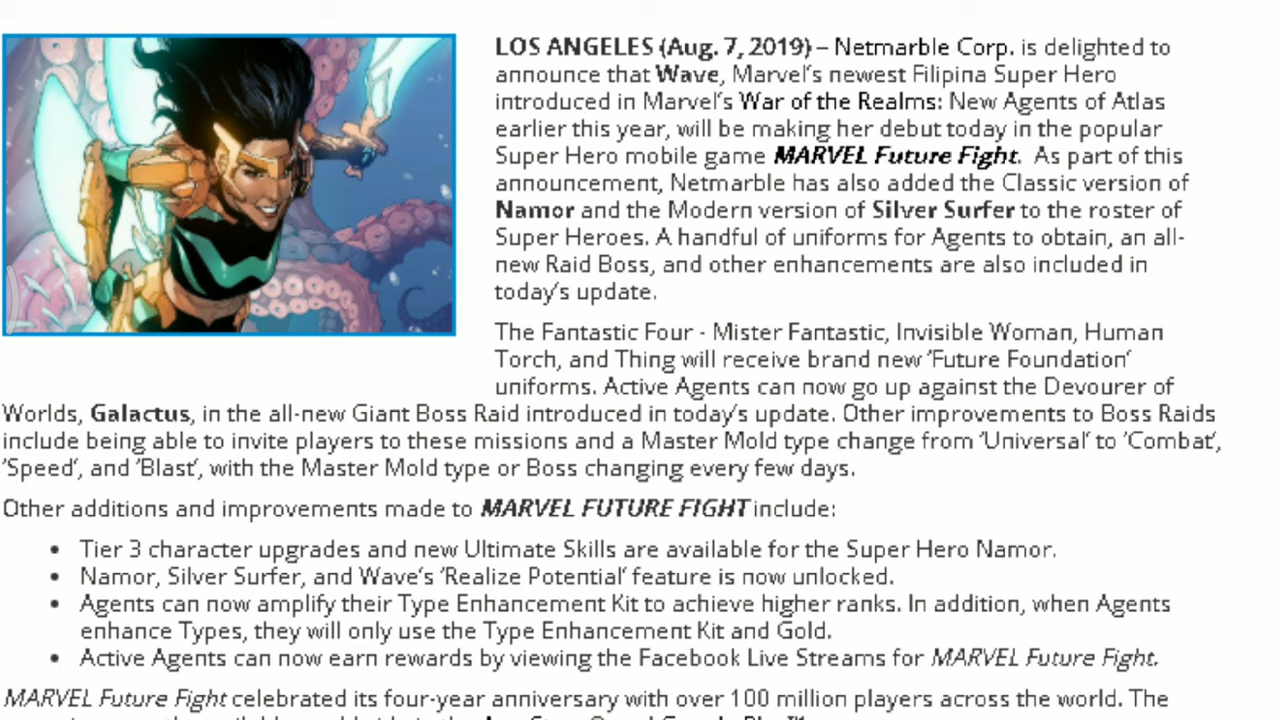 LOS ANGELES (Aug. 7, 2019) – Netmarble Corp. is delighted to
announce that Wave, Marvel's newest Filipina Super Hero
introduced in Marvel's War of the Realms: New Agents of Atlas
earlier this year, will be making her debut today in the popular
Super Hero mobile game MARVEL Future Fight. As part of this
announcement, Netmarble has also added the Classic version of
Namor and the Modern version of Silver Surfer to the roster of
Super Heroes. A handful of uniforms for Agents to obtain, an all-
new Raid Boss, and other enhancements are also included in
today's update.
The Fantastic Four - Mister Fantastic, Invisible Woman, Human
Torch, and Thing will receive brand new 'Future Foundation'
uniforms. Active Agents can now go up against the Devourer of
Worlds, Galactus, in the all-new Giant Boss Raid introduced in today's update. Other improvements to Boss Raids
include being able to invite players to these missions and a Master Mold type change from 'Universal' to 'Combat',
'Speed', and 'Blast', with the Master Mold type or Boss changing every few days.
Other additions and improvements made to MARVEL FUTURE FIGHT include:
• Tier 3 character upgrades and new Ultimate Skills are available for the Super Hero Namor.
• Namor, Silver Surfer, and Wave's 'Realize Potential' feature is now unlocked.
• Agents can now amplify their Type Enhancement Kit to achieve higher ranks. In addition, when Agents
enhance Types, they will only use the Type Enhancement Kit and Gold.
• Active Agents can now earn rewards by viewing the Facebook Live Streams for MARVEL Future Fight.
MARVEL Future Fight celebrated its four-year anniversary with over 100 million players across the world. The